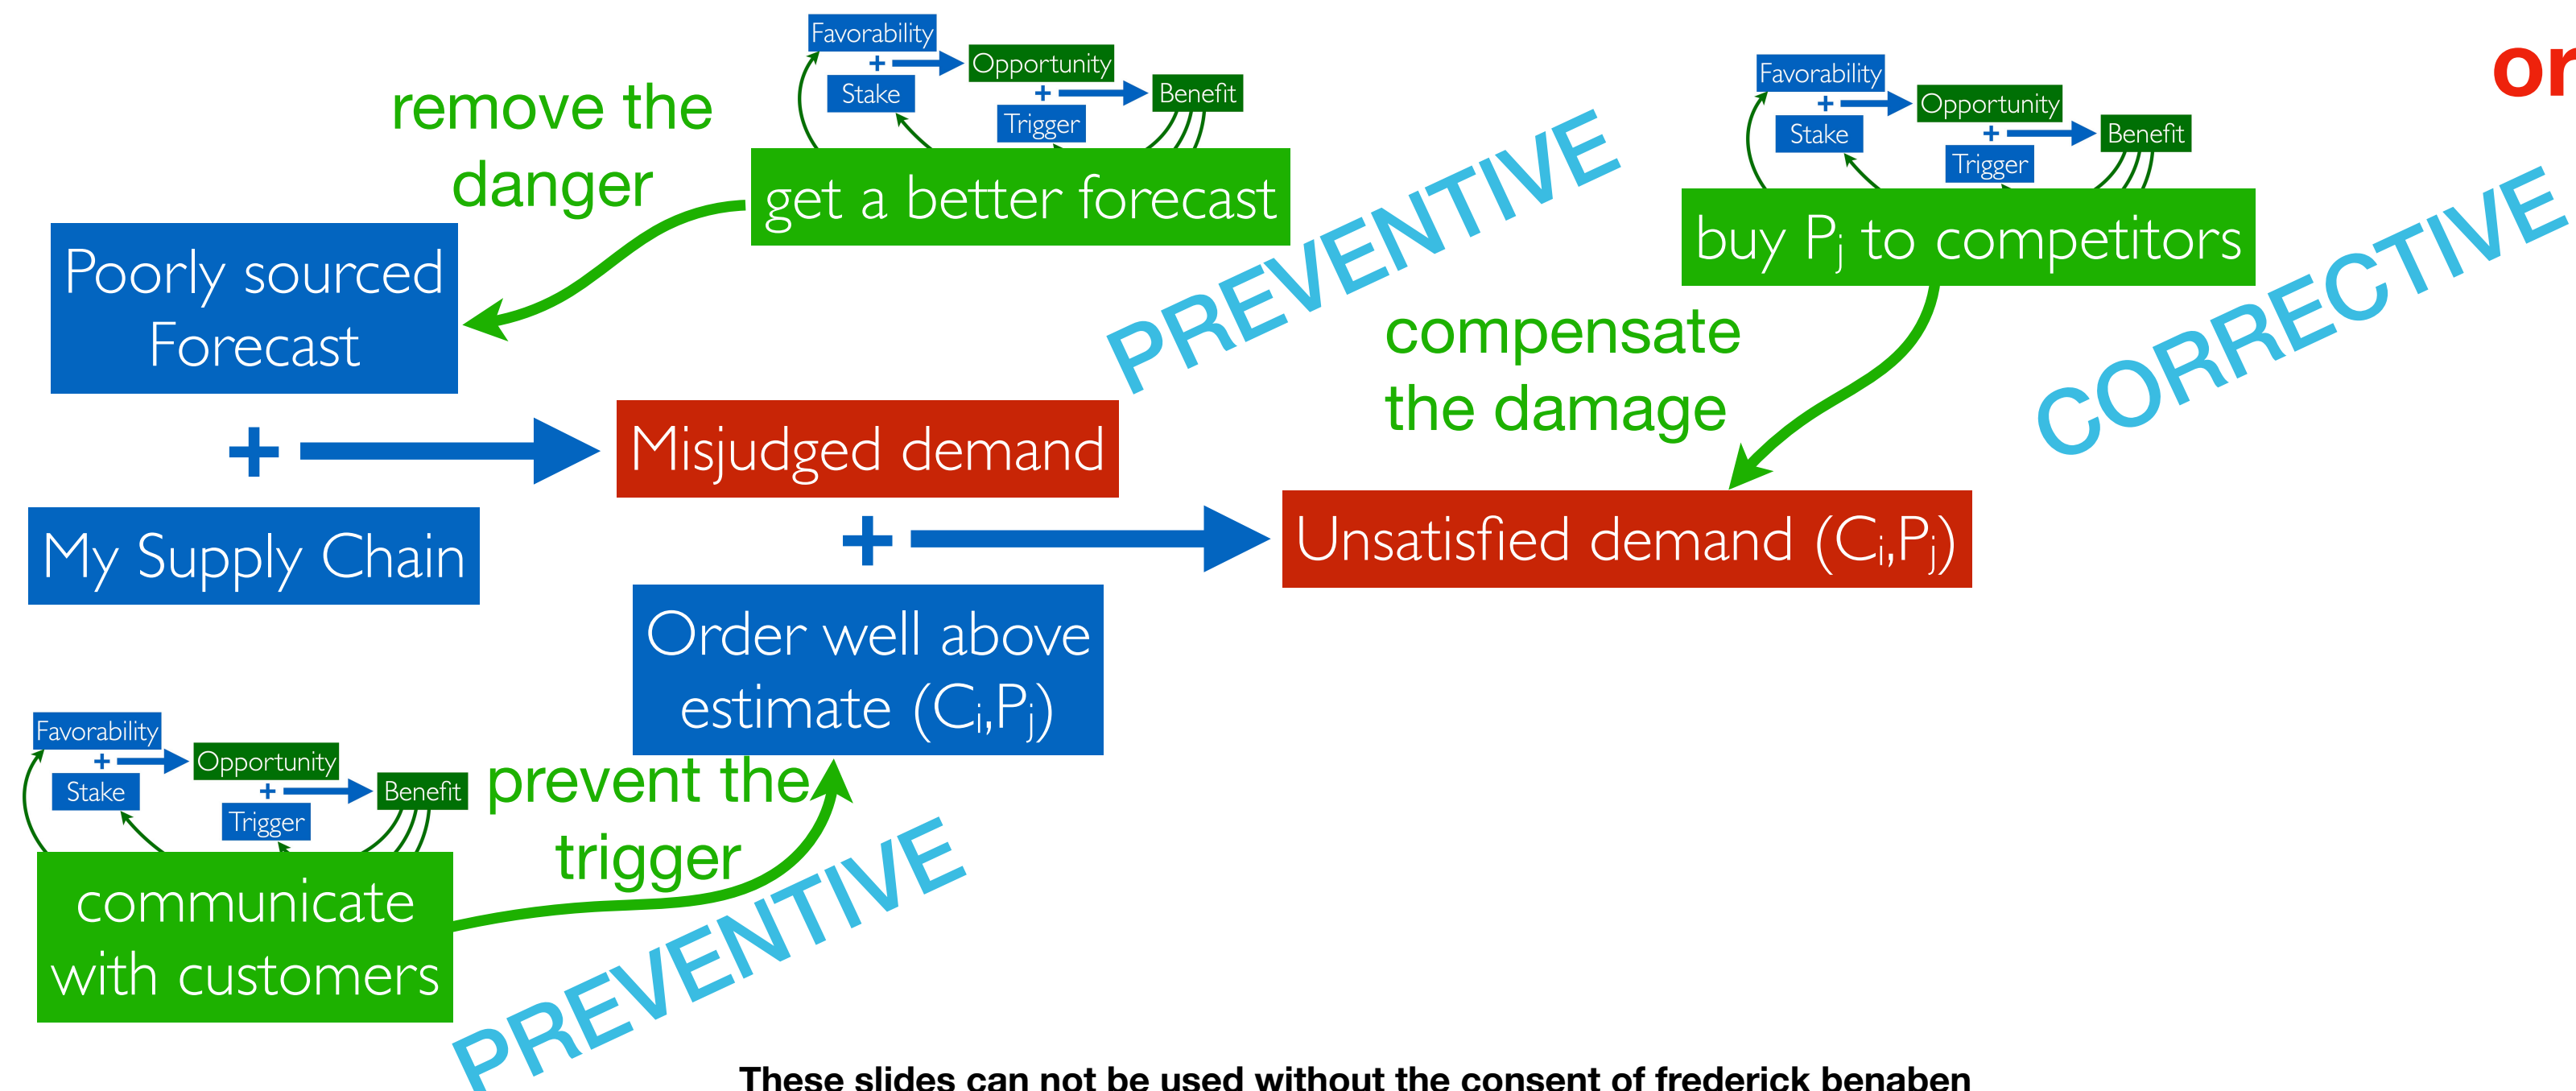 Favorability
+
Opportunity
Stake
+
Benefit
Trigger
get a better forecast
remove the
danger
PREVENTIVE
Favorability
+
Opportunity
Stake
+
Benefit
Trigger
buy Pj to competitors
or
CORRECTIVE
compensate
the damage
Poorly sourced
Forecast
+
My Supply Chain
Misjudged demand
+
Order well above
estimate (Ci,Pj)
Unsatisfied demand (Ci,Pj)
Favorability
+
Opportunity
Stake
+
Benefit
Trigger
communicate
with customers
prevent the
trigger
PREVENTIVE
These slides can not be used without the consent of frederick benaben